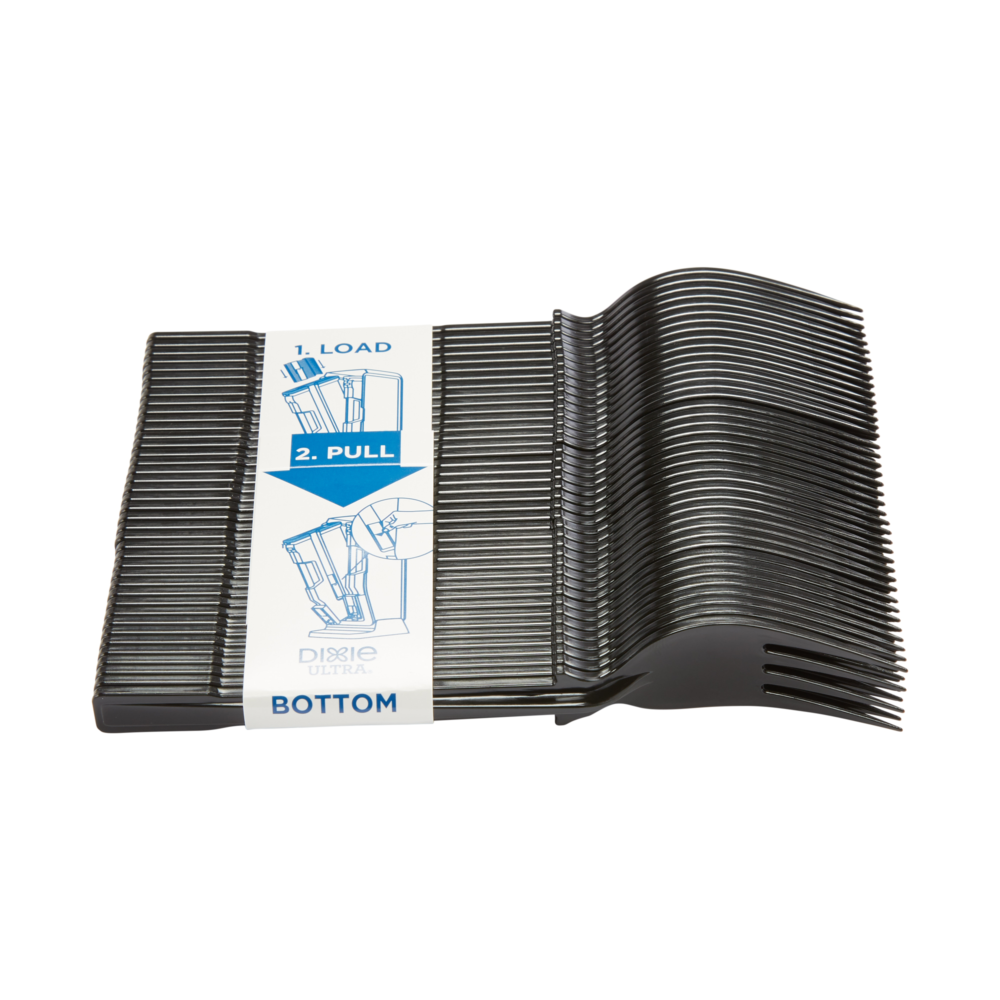 1. LOAD
2. PULL
DIXIE
ULTRA®
BOTTOM